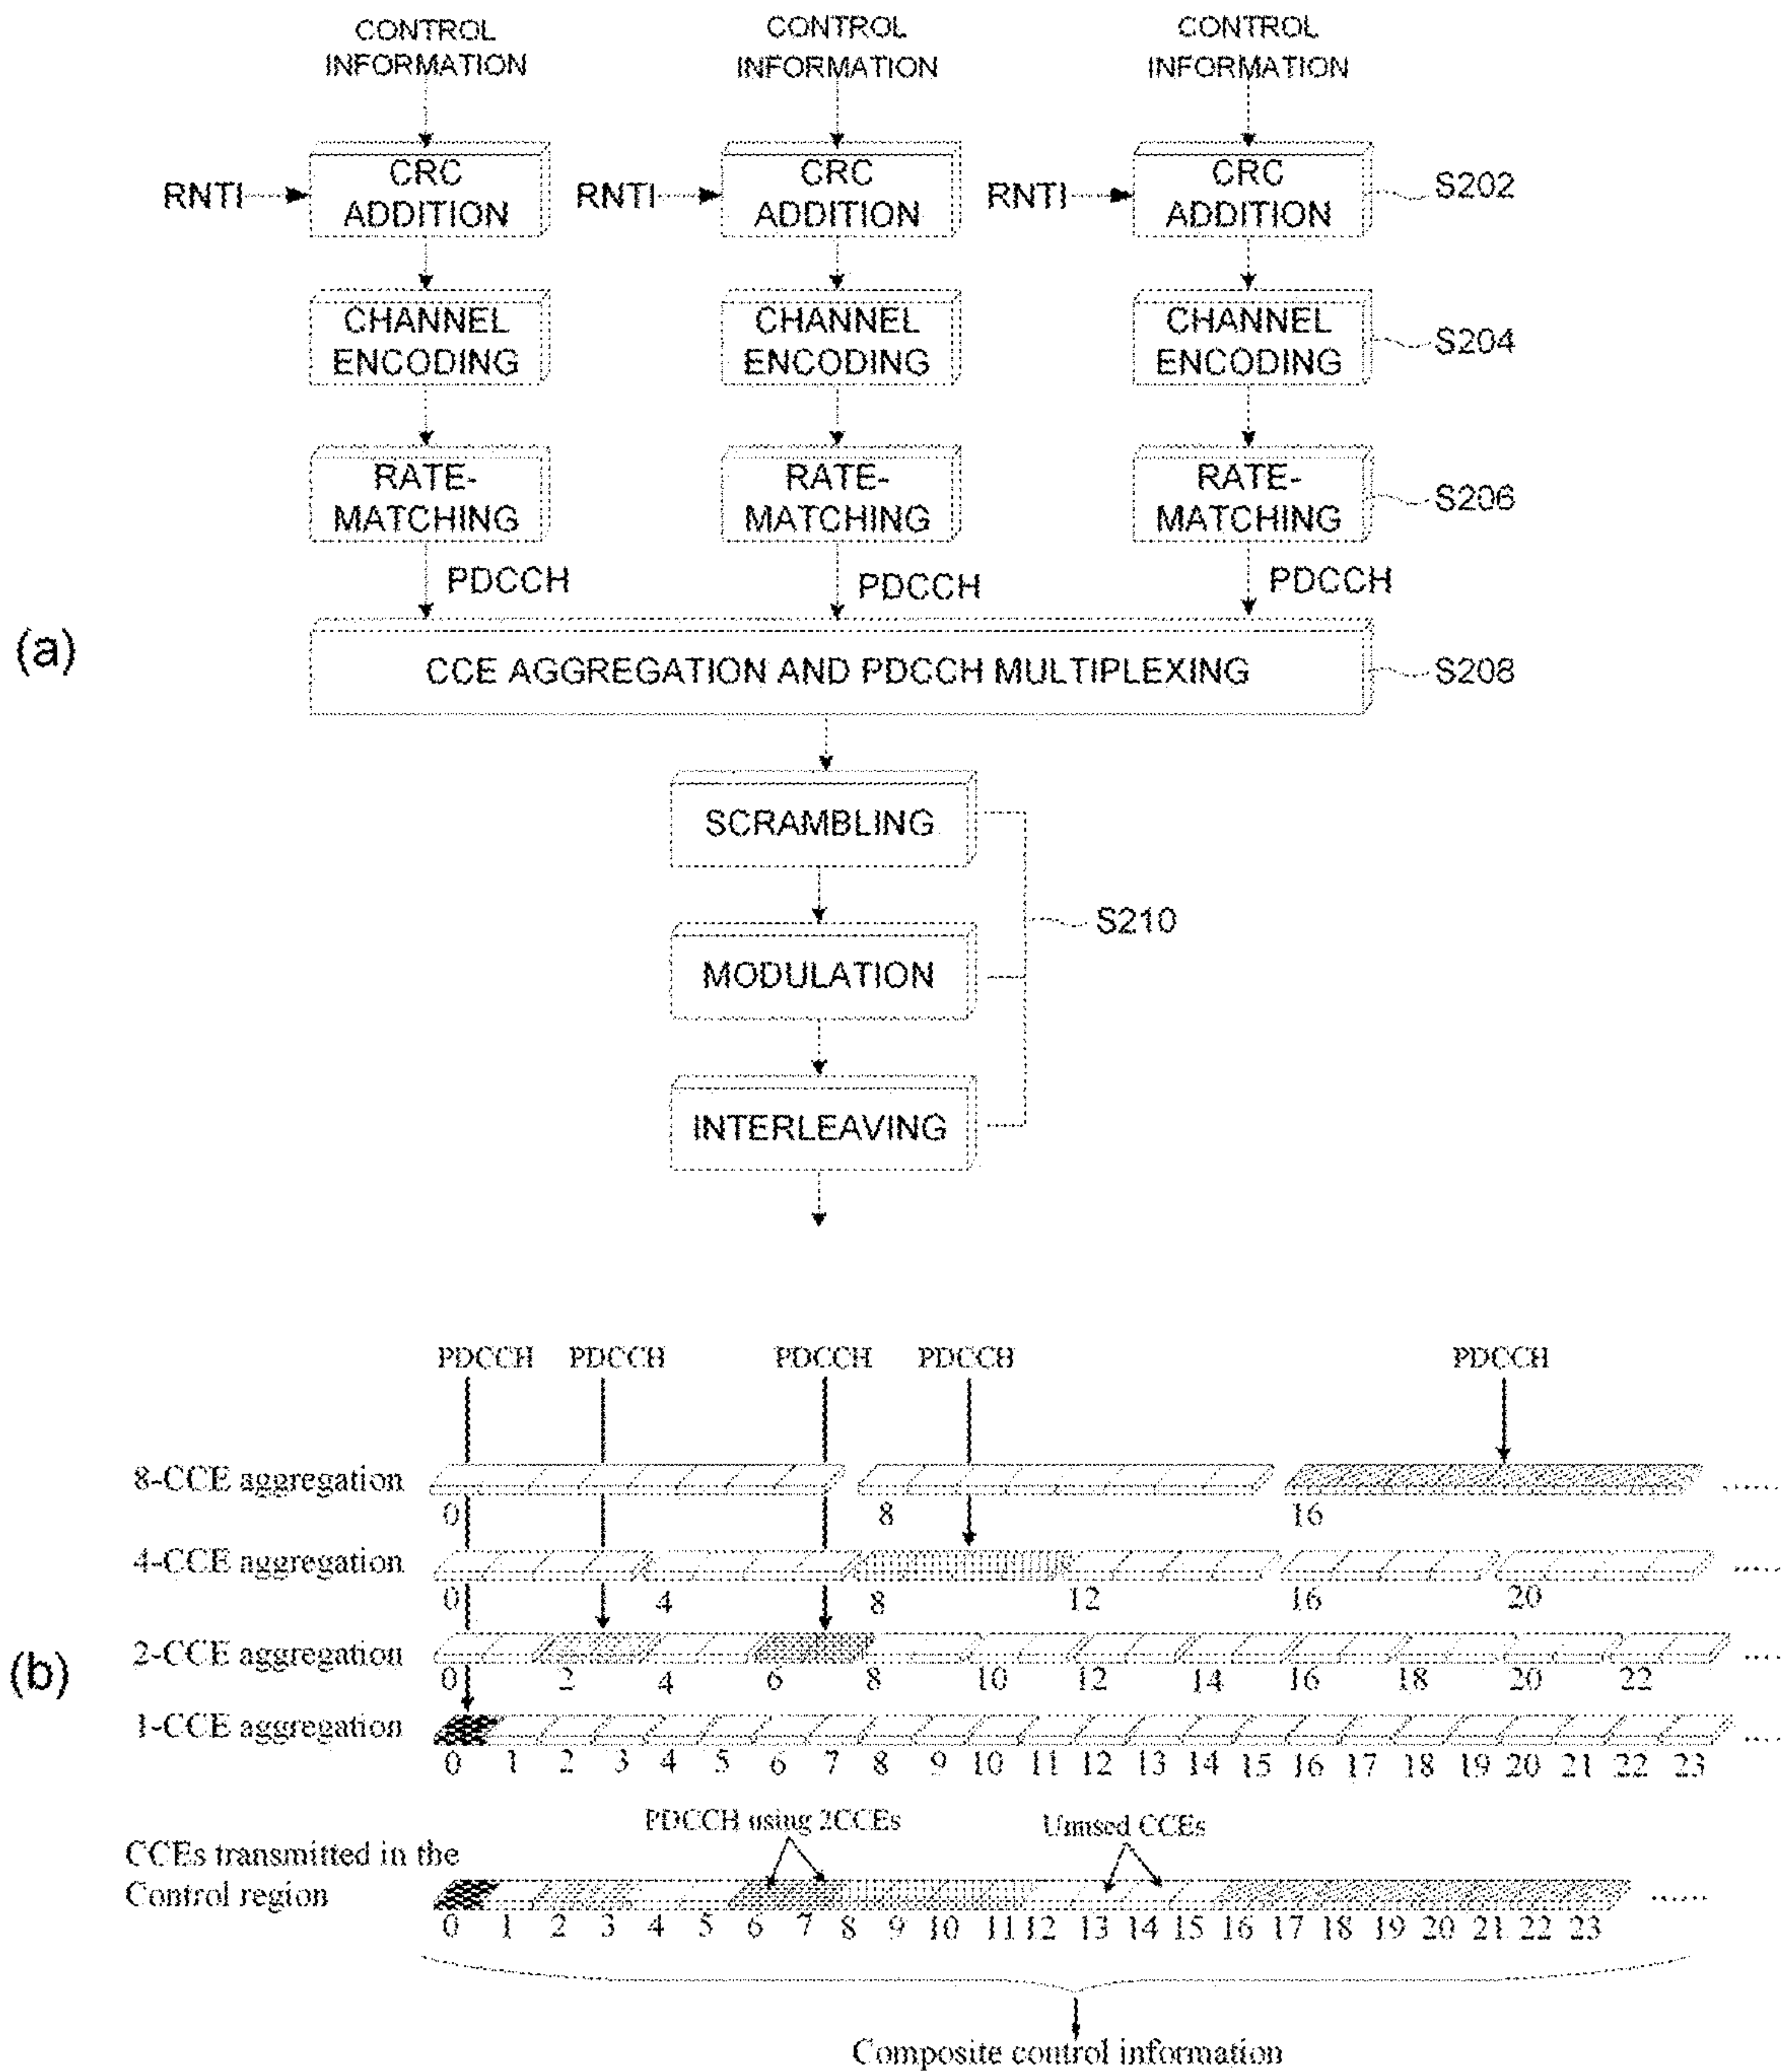 CONTROL INFORMATION
CONTROL INFORMATION
CONTROL INFORMATION
RNTI
CRC ADDITION
RNTI
CRC ADDITION
RNTI
CRC ADDITION
S202
CHANNEL ENCODING
CHANNEL ENCODING
CHANNEL ENCODING
S204
RATE-MATCHING
RATE-MATCHING
RATE-MATCHING
S206
PDCCH
PDCCH
PDCCH
(a)
CCE AGGREGATION AND PDCCH MULTIPLEXING
S208
SCRAMBLING
S210
MODULATION
INTERLEAVING
PDCCH PDCCH PDCCH PDCCH PDCCH
8-CCE aggregation
.....
0 8 16
4-CCE aggregation
....
0 4 8 12 16 20
(b)
2-CCE aggregation
....
0 2 4 6 8 10 12 14 16 18 20 22
1-CCE aggregation
....
0 1 2 3 4 5 6 7 8 9 10 11 12 13 14 15 16 17 18 19 20 21 22 23
PDCCH using 2CCEs
Unused CCEs
CCEs transmitted in the
Control region
.....
0 1 2 3 4 5 6 7 8 9 10 11 12 13 14 15 16 17 18 19 20 21 22 23
Composite control information